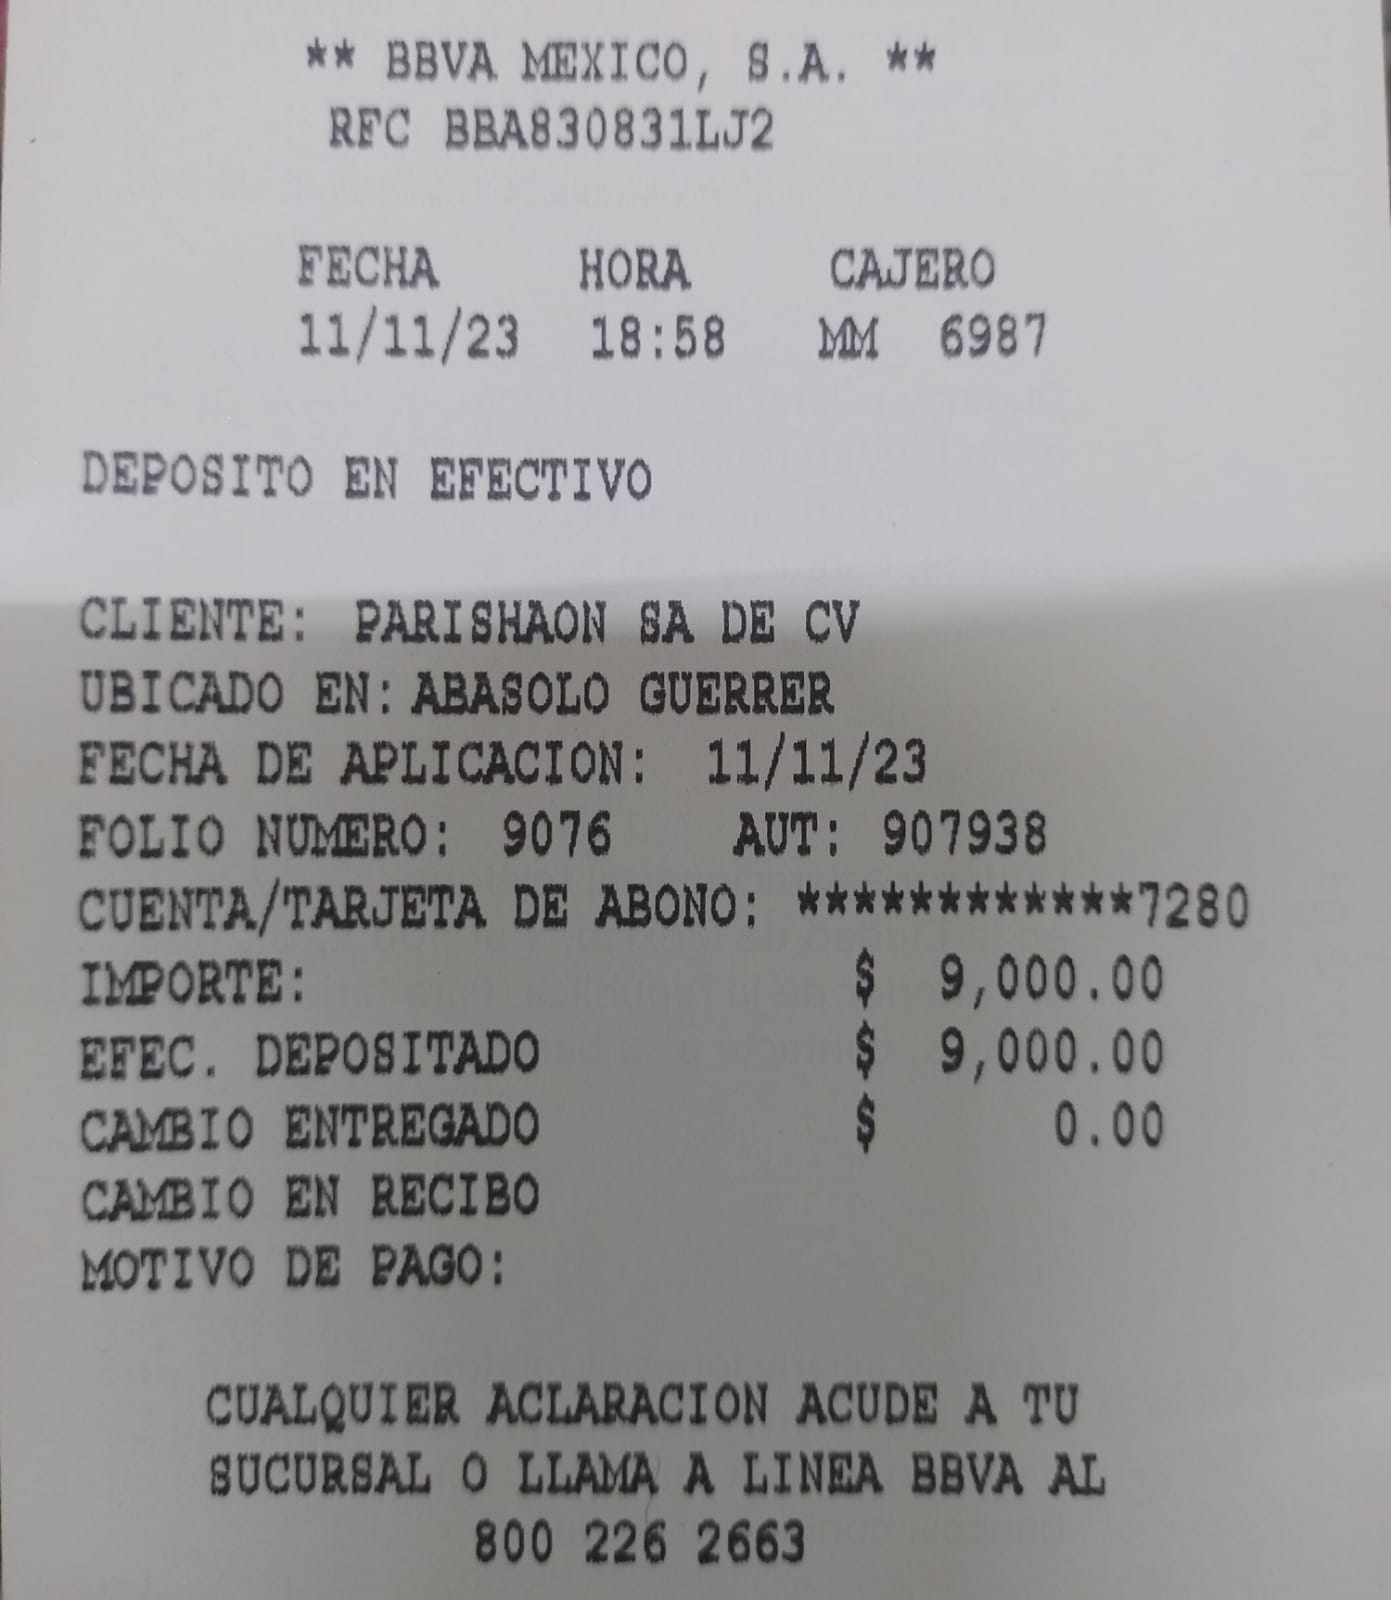 ** BBVA MEXICO, S.A. **
RFC BBA830831LJ2
FECHA HORA CAJERO
11/11/23 18:58 MM 6987
DEPOSITO EN EFECTIVO
CLIENTE: PARISHAON SA DE CV
UBICADO EN: ABASOLO GUERRER
FECHA DE APLICACION: 11/11/23
FOLIO NUMERO: 9076 AUT: 907938
CUENTA/TARJETA DE ABONO: ************7280
IMPORTE: $ 9,000.00
EFEC. DEPOSITADO $ 9,000.00
CAMBIO ENTREGADO $ 0.00
CAMBIO EN RECIBO
MOTIVO DE PAGO:
CUALQUIER ACLARACION ACUDE A TU
SUCURSAL O LLAMA A LINEA BBVA AL
800 226 2663